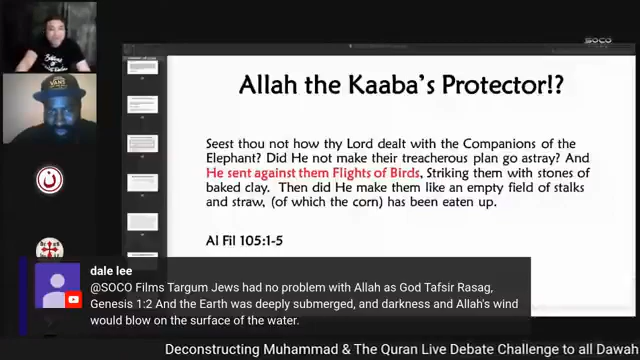 SOCO
Allah the Kaaba's Protector!?
VANS
Seest thou not how thy Lord dealt with the Companions of the
Elephant? Did He not make their treacherous plan go astray? And
He sent against them Flights of Birds, Striking them with stones of
baked clay. Then did He make them like an empty field of stalks
and straw, (of which the corn) has been eaten up.
ن
Al Fil 105:1-5
dale lee
@SOCO Films Targum Jews had no problem with Allah as God Tafsir Rasag,
Genesis 1:2 And the Earth was deeply submerged, and darkness and Allah's wind
would blow on the surface of the water.
Deconstructing Muhammad & The Quran Live Debate Challenge to all Dawah